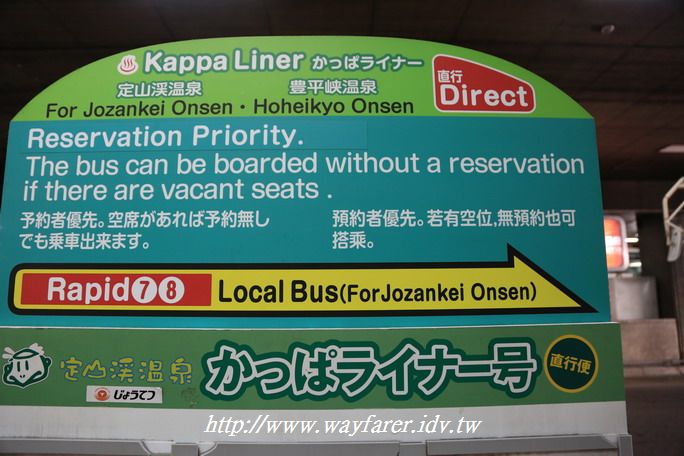 ♨ Kappa Liner かっぱライナー
定山渓温泉 豊平峡温泉
For Jozankei Onsen・Hoheikyo Onsen
直行
Direct
Reservation Priority.
The bus can be boarded without a reservation
if there are vacant seats .
予約者優先。空席があれば予約無し
でも乗車出来ます。
預約者優先。若有空位,無預約也可
搭乘。
Rapid❼❽ Local Bus(ForJozankei Onsen)
定山渓温泉 かっぱライナー号 直行便
じょうてつ
http://www.wayfarer.idv.tw